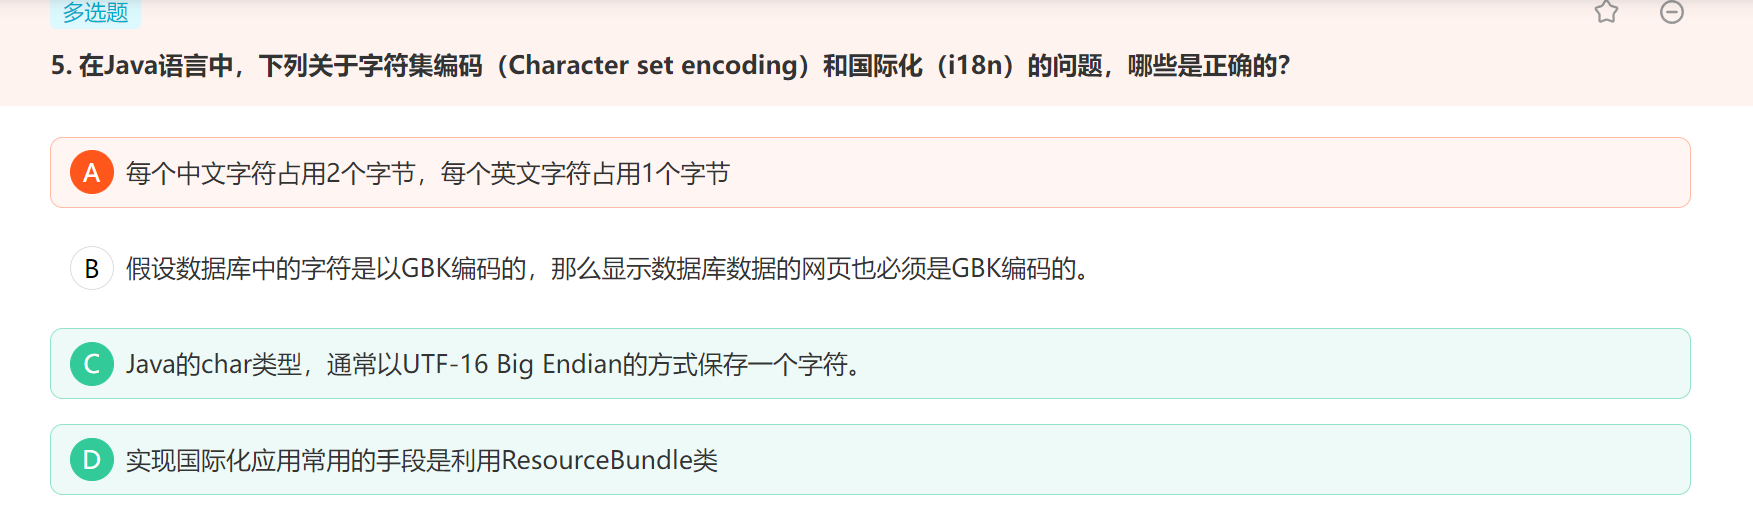 多选题
5. 在Java语言中，下列关于字符集编码（Character set encoding）和国际化（i18n）的问题，哪些是正确的？
A 每个中文字符占用2个字节，每个英文字符占用1个字节
B 假设数据库中的字符是以GBK编码的，那么显示数据库数据的网页也必须是GBK编码的。
C Java的char类型，通常以UTF-16 Big Endian的方式保存一个字符。
D 实现国际化应用常用的手段是利用ResourceBundle类